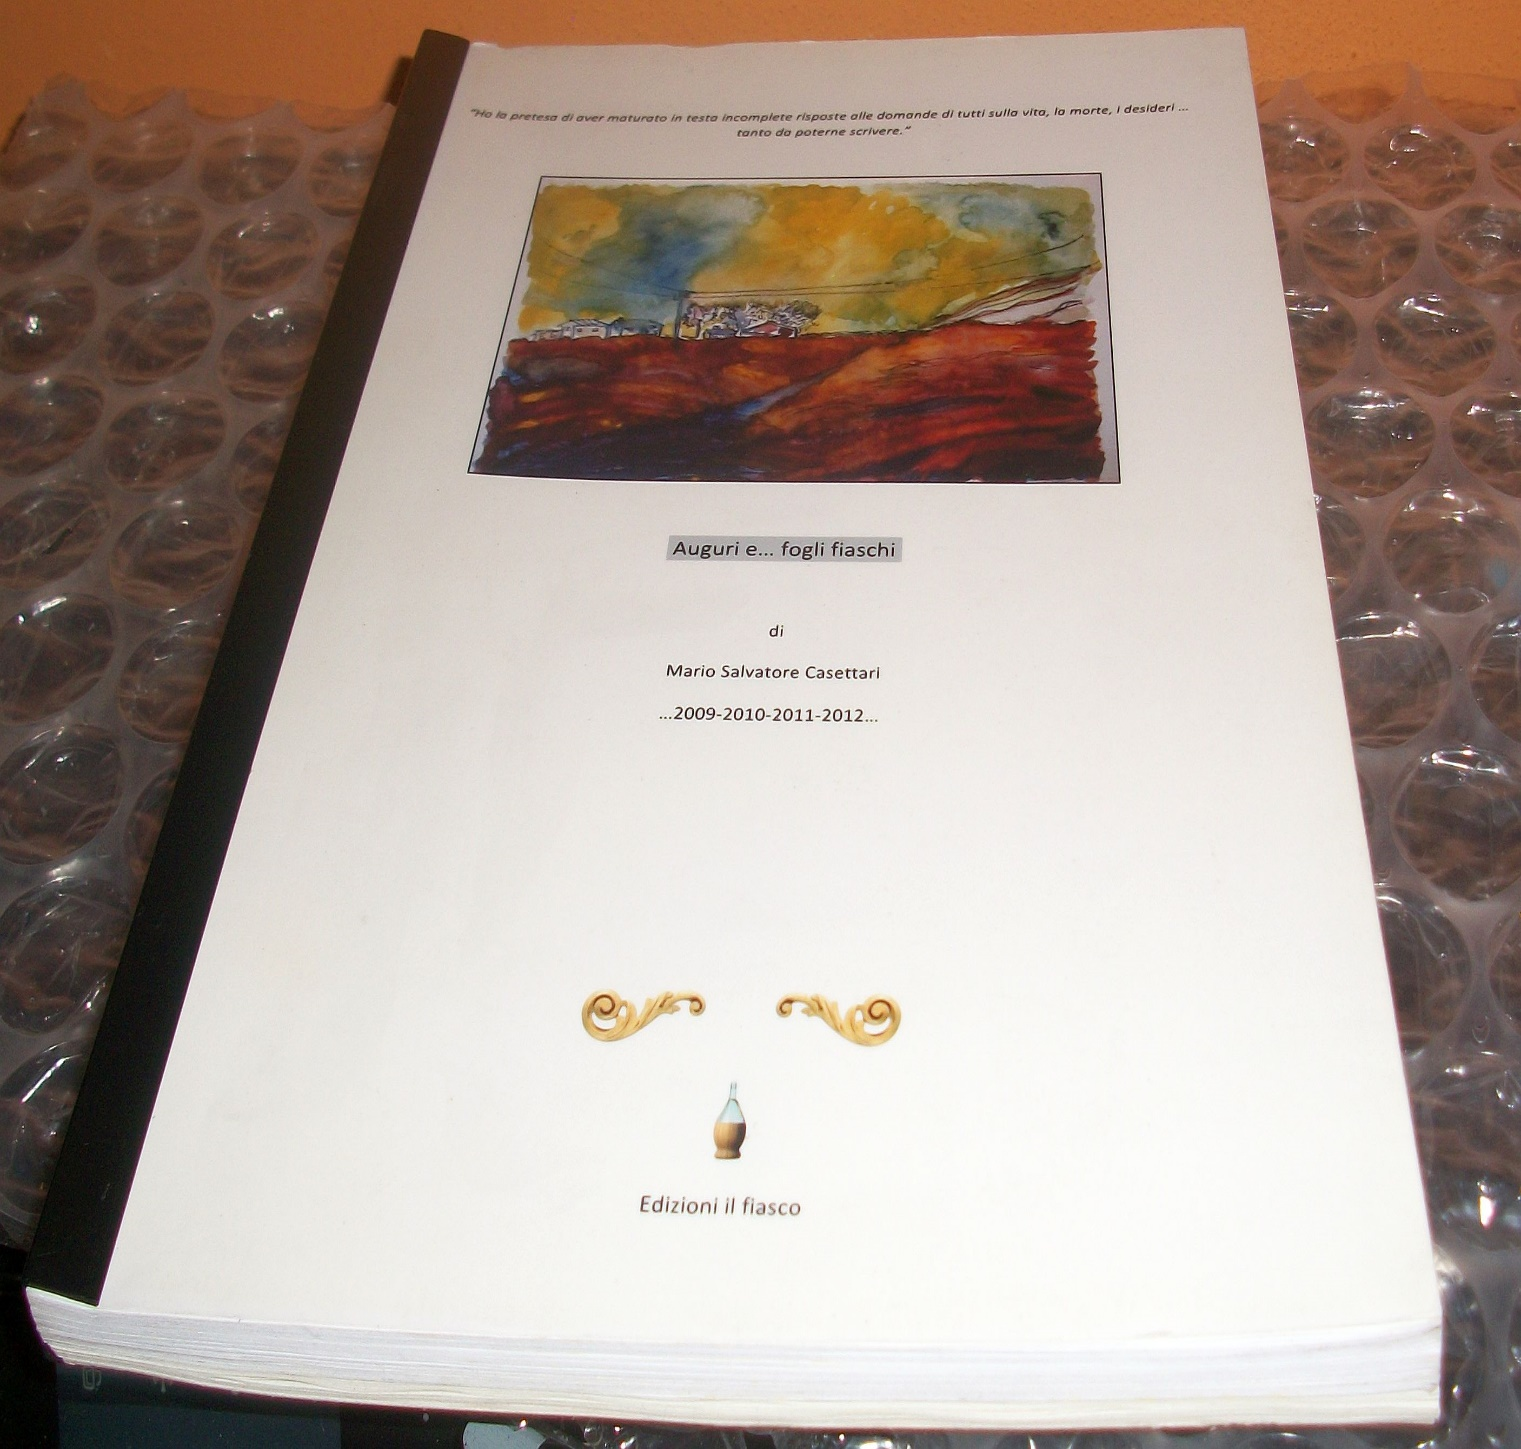 "Ho la pretesa di aver maturato in testa incomplete risposte alle domande di tutti sulla vita, la morte, i desideri ...
tanto da poterne scrivere."
Auguri e... fogli fiaschi
di
Mario Salvatore Casettari
...2009-2010-2011-2012...
Edizioni il fiasco